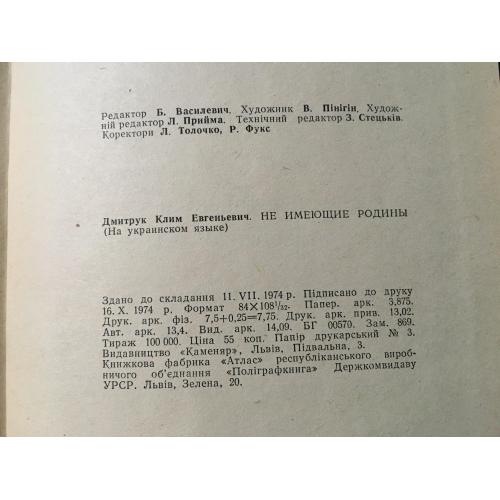 Редактор Б. Василевич. Художник В. Пінігін. Худож-
ній редактор Л. Прийма. Технічний редактор З. Стецьків.
Коректори Л. Толочко, Р. Фукс
Дмитрук Клим Евгеньевич. НЕ ИМЕЮЩИЕ РОДИНЫ
(На украинском языке)
Здано до складання 11. VII. 1974 р. Підписано до друку
16. X. 1974 р. Формат 84×108¹/₃₂. Папер. арк. 3,875.
Друк. арк. фіз. 7,5+0,25=7,75. Друк. арк. прив. 13,02.
Авт. арк. 13,4. Вид. арк. 14,09. БГ 00570. Зам. 869.
Тираж 100 000. Ціна 55 коп. Папір друкарський № 3.
Видавництво «Каменяр», Львів, Підвальна, 3.
Книжкова фабрика «Атлас» республіканського вироб-
ничого об'єднання «Поліграфкнига» Держкомвидаву
УРСР. Львів, Зелена, 20.